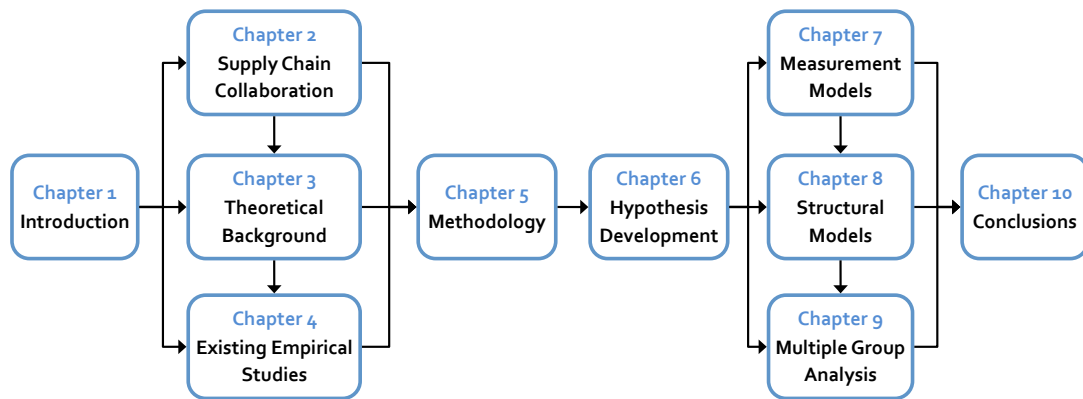 Chapter 1
Introduction
Chapter 2
Supply Chain
Collaboration
Chapter 3
Theoretical
Background
Chapter 4
Existing Empirical
Studies
Chapter 5
Methodology
Chapter 6
Hypothesis
Development
Chapter 7
Measurement
Models
Chapter 8
Structural
Models
Chapter 9
Multiple Group
Analysis
Chapter 10
Conclusions